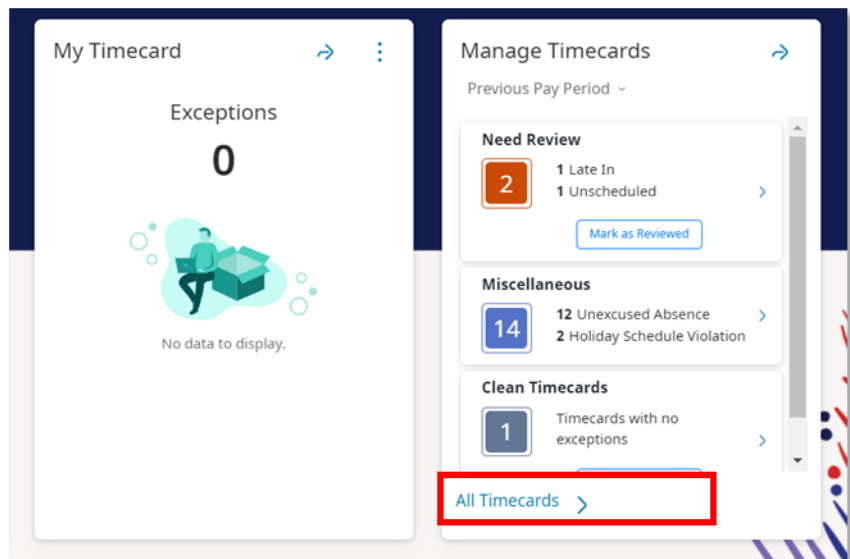 My Timecard
Exceptions
0
No data to display.
Manage Timecards
Previous Pay Period
Need Review
2
1 Late In
1 Unscheduled
Mark as Reviewed
Miscellaneous
14
12 Unexcused Absence
2 Holiday Schedule Violation
Clean Timecards
1
Timecards with no
exceptions
All Timecards